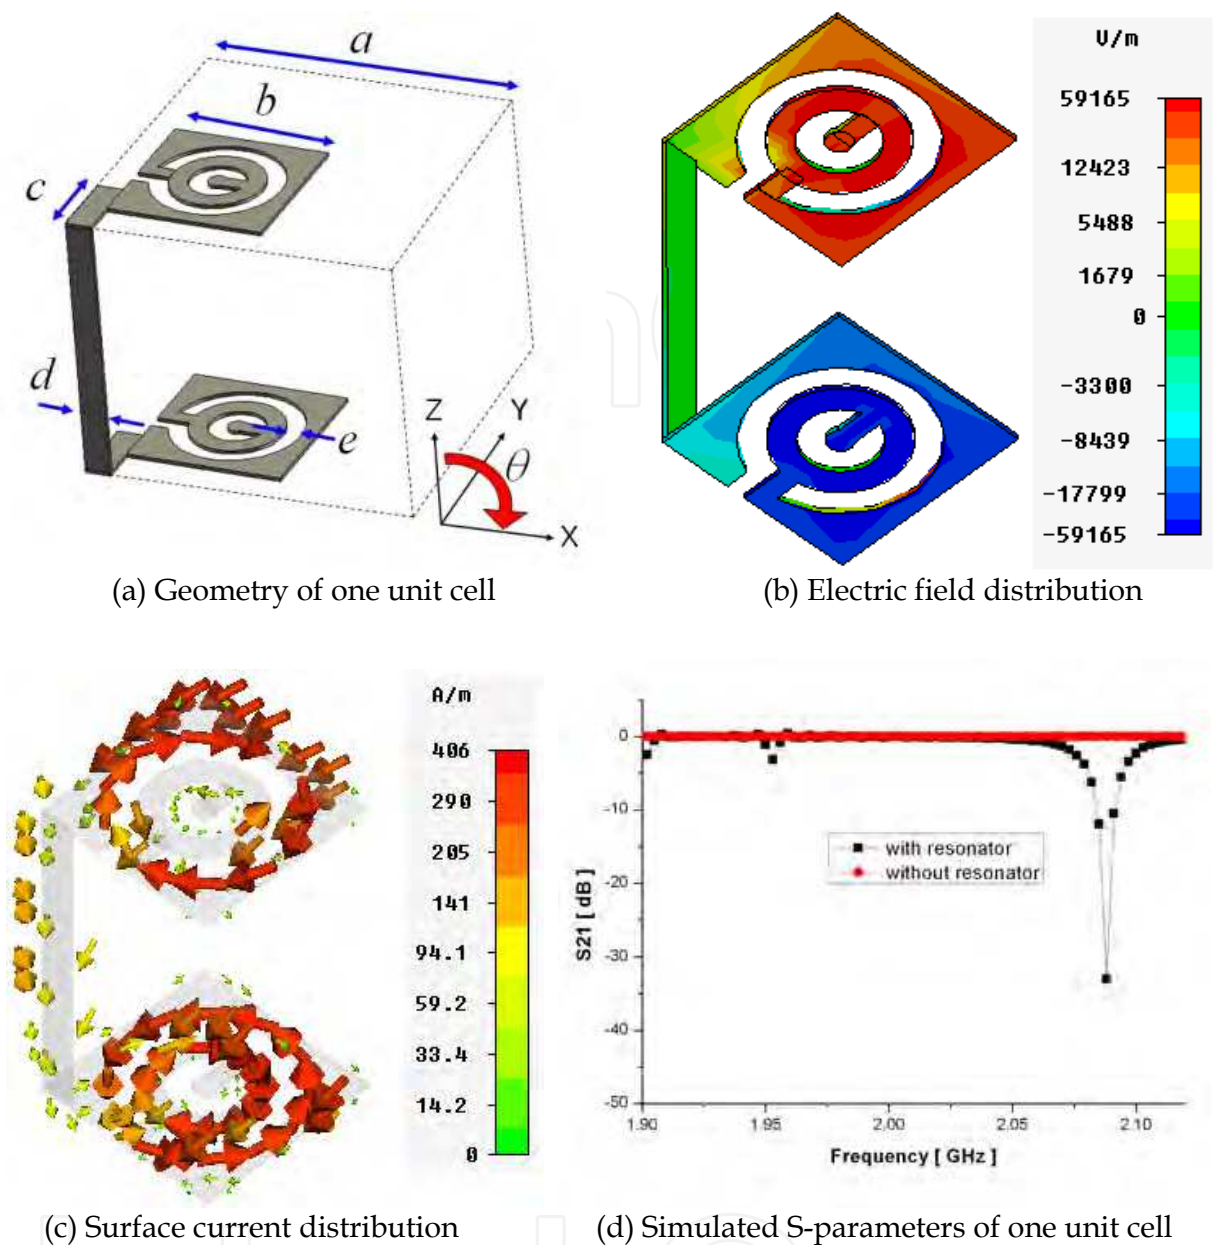 a
b
c
d
e
Z
Y
θ
X
(a) Geometry of one unit cell
V/m
59165
12423
5488
1679
0
-3300
-8439
-17799
-59165
(b) Electric field distribution
A/m
406
290
205
141
94.1
59.2
33.4
14.2
0
(c) Surface current distribution
S21 [ dB ]
0
-10
-20
-30
-40
-50
with resonator
without resonator
1.90
1.95
2.00
2.05
2.10
Frequency [ GHz ]
(d) Simulated S-parameters of one unit cell